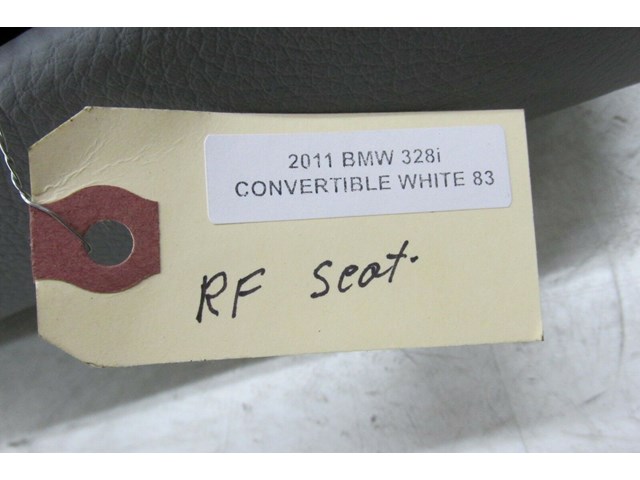 2011 BMW 328i
CONVERTIBLE WHITE 83
RF Seat.